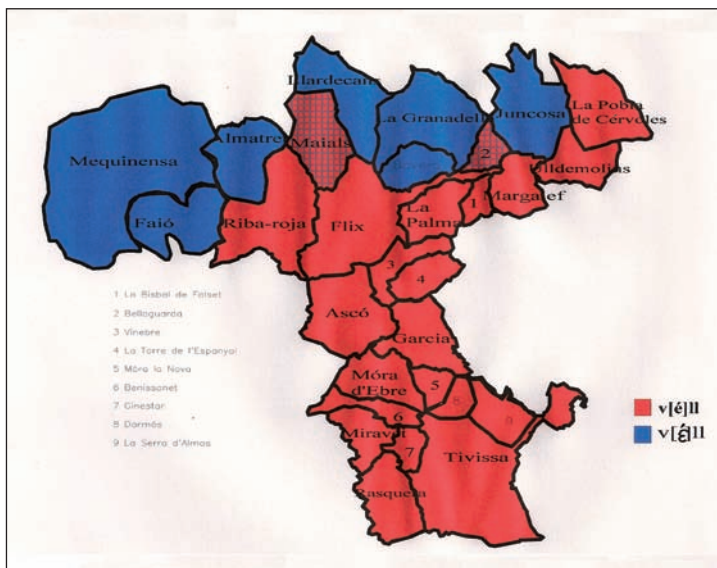 Llardecans
La Granadella
Juncosa
La Pobla
de Cérvoles
Almatre
Maials
2
Mequinensa
Ulldemolins
Margalef
1
La
Palma
Faió
Riba-roja
Flix
3
4
Ascó
Garcia
Móra
d'Ebre
5
8
9
6
Miravet
7
Tivissa
Rasquera
1 La Bisbal de Falset
2 Bellaguarda
3 Vinebre
4 La Torre de l'Espanyol
5 Móra la Nova
6 Benissanet
7 Ginestar
8 Darmós
9 La Serra d'Almos
v[é]ll
v[ɛ́]ll